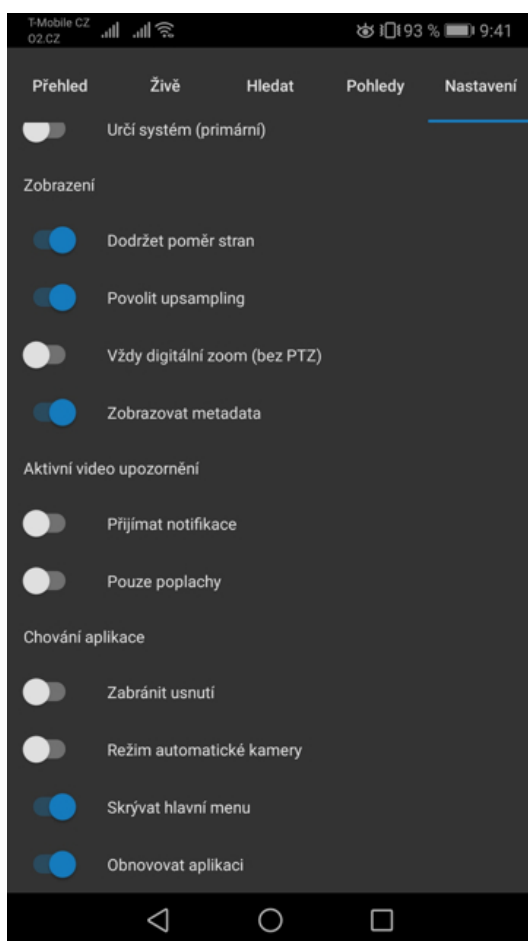 T-Mobile CZ
O2.CZ
93 % 9:41
Přehled Živě Hledat Pohledy Nastavení
Určí systém (primární)
Zobrazení
Dodržet poměr stran
Povolit upsampling
Vždy digitální zoom (bez PTZ)
Zobrazovat metadata
Aktivní video upozornění
Přijímat notifikace
Pouze poplachy
Chování aplikace
Zabránit usnutí
Režim automatické kamery
Skrývat hlavní menu
Obnovovat aplikaci